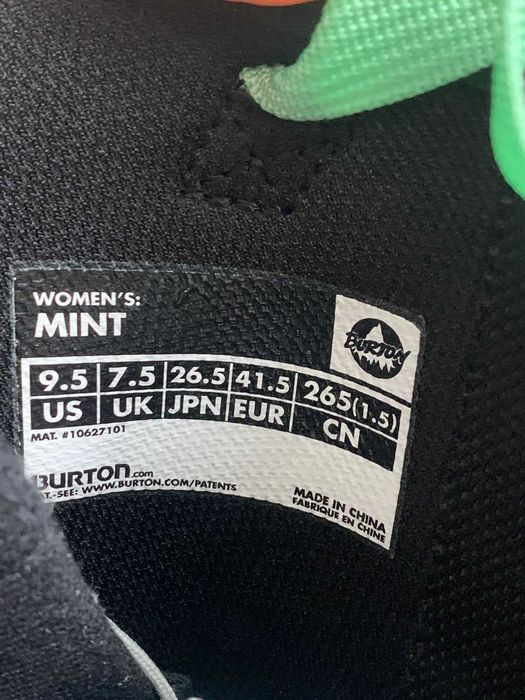 WOMEN'S:
MINT
BURTON
9.5 7.5 26.5 41.5 265(1.5)
US UK JPN EUR CN
MAT. #10627101
BURTON.com
T.-SEE: WWW.BURTON.COM/PATENTS
MADE IN CHINA
FABRIQUE EN CHINE